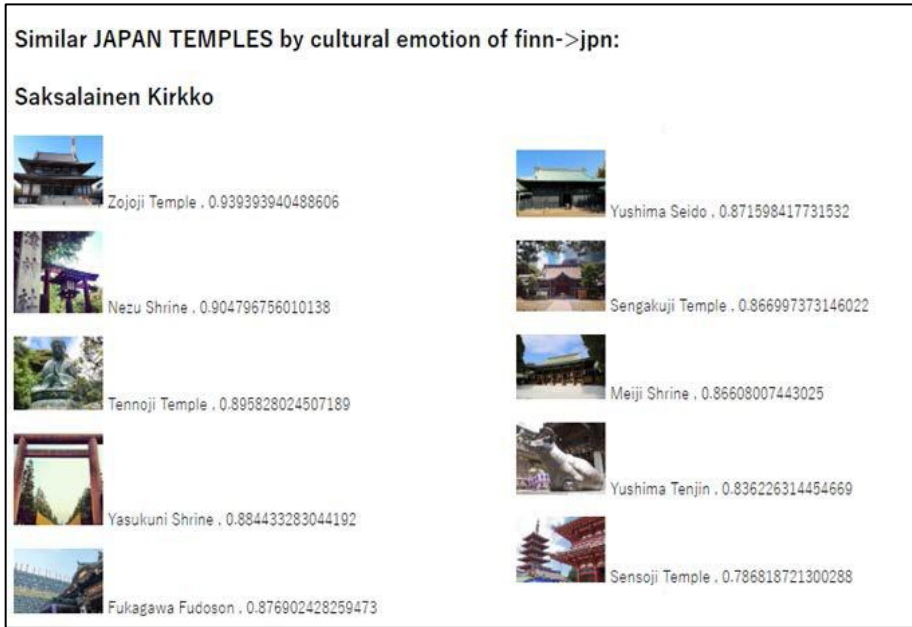 Similar JAPAN TEMPLES by cultural emotion of finn->jpn:
Saksalainen Kirkko
Zojoji Temple . 0.939393940488606
Nezu Shrine . 0.904796756010138
Tennoji Temple . 0.895828024507189
Yasukuni Shrine . 0.884433283044192
Fukagawa Fudoson . 0.876902428259473
Yushima Seido . 0.871598417731532
Sengakuji Temple . 0.866997373146022
Meiji Shrine . 0.86608007443025
Yushima Tenjin . 0.836226314454669
Sensoji Temple . 0.786818721300288